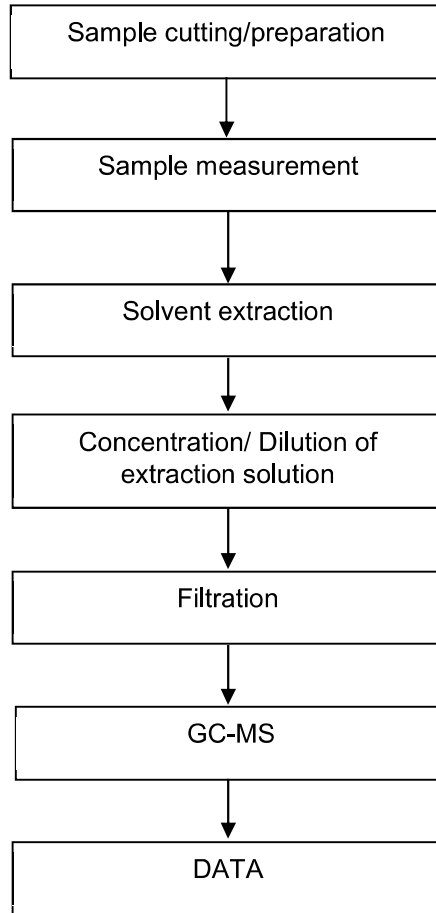 Sample cutting/preparation
Sample measurement
Solvent extraction
Concentration/ Dilution of
extraction solution
Filtration
GC-MS
DATA